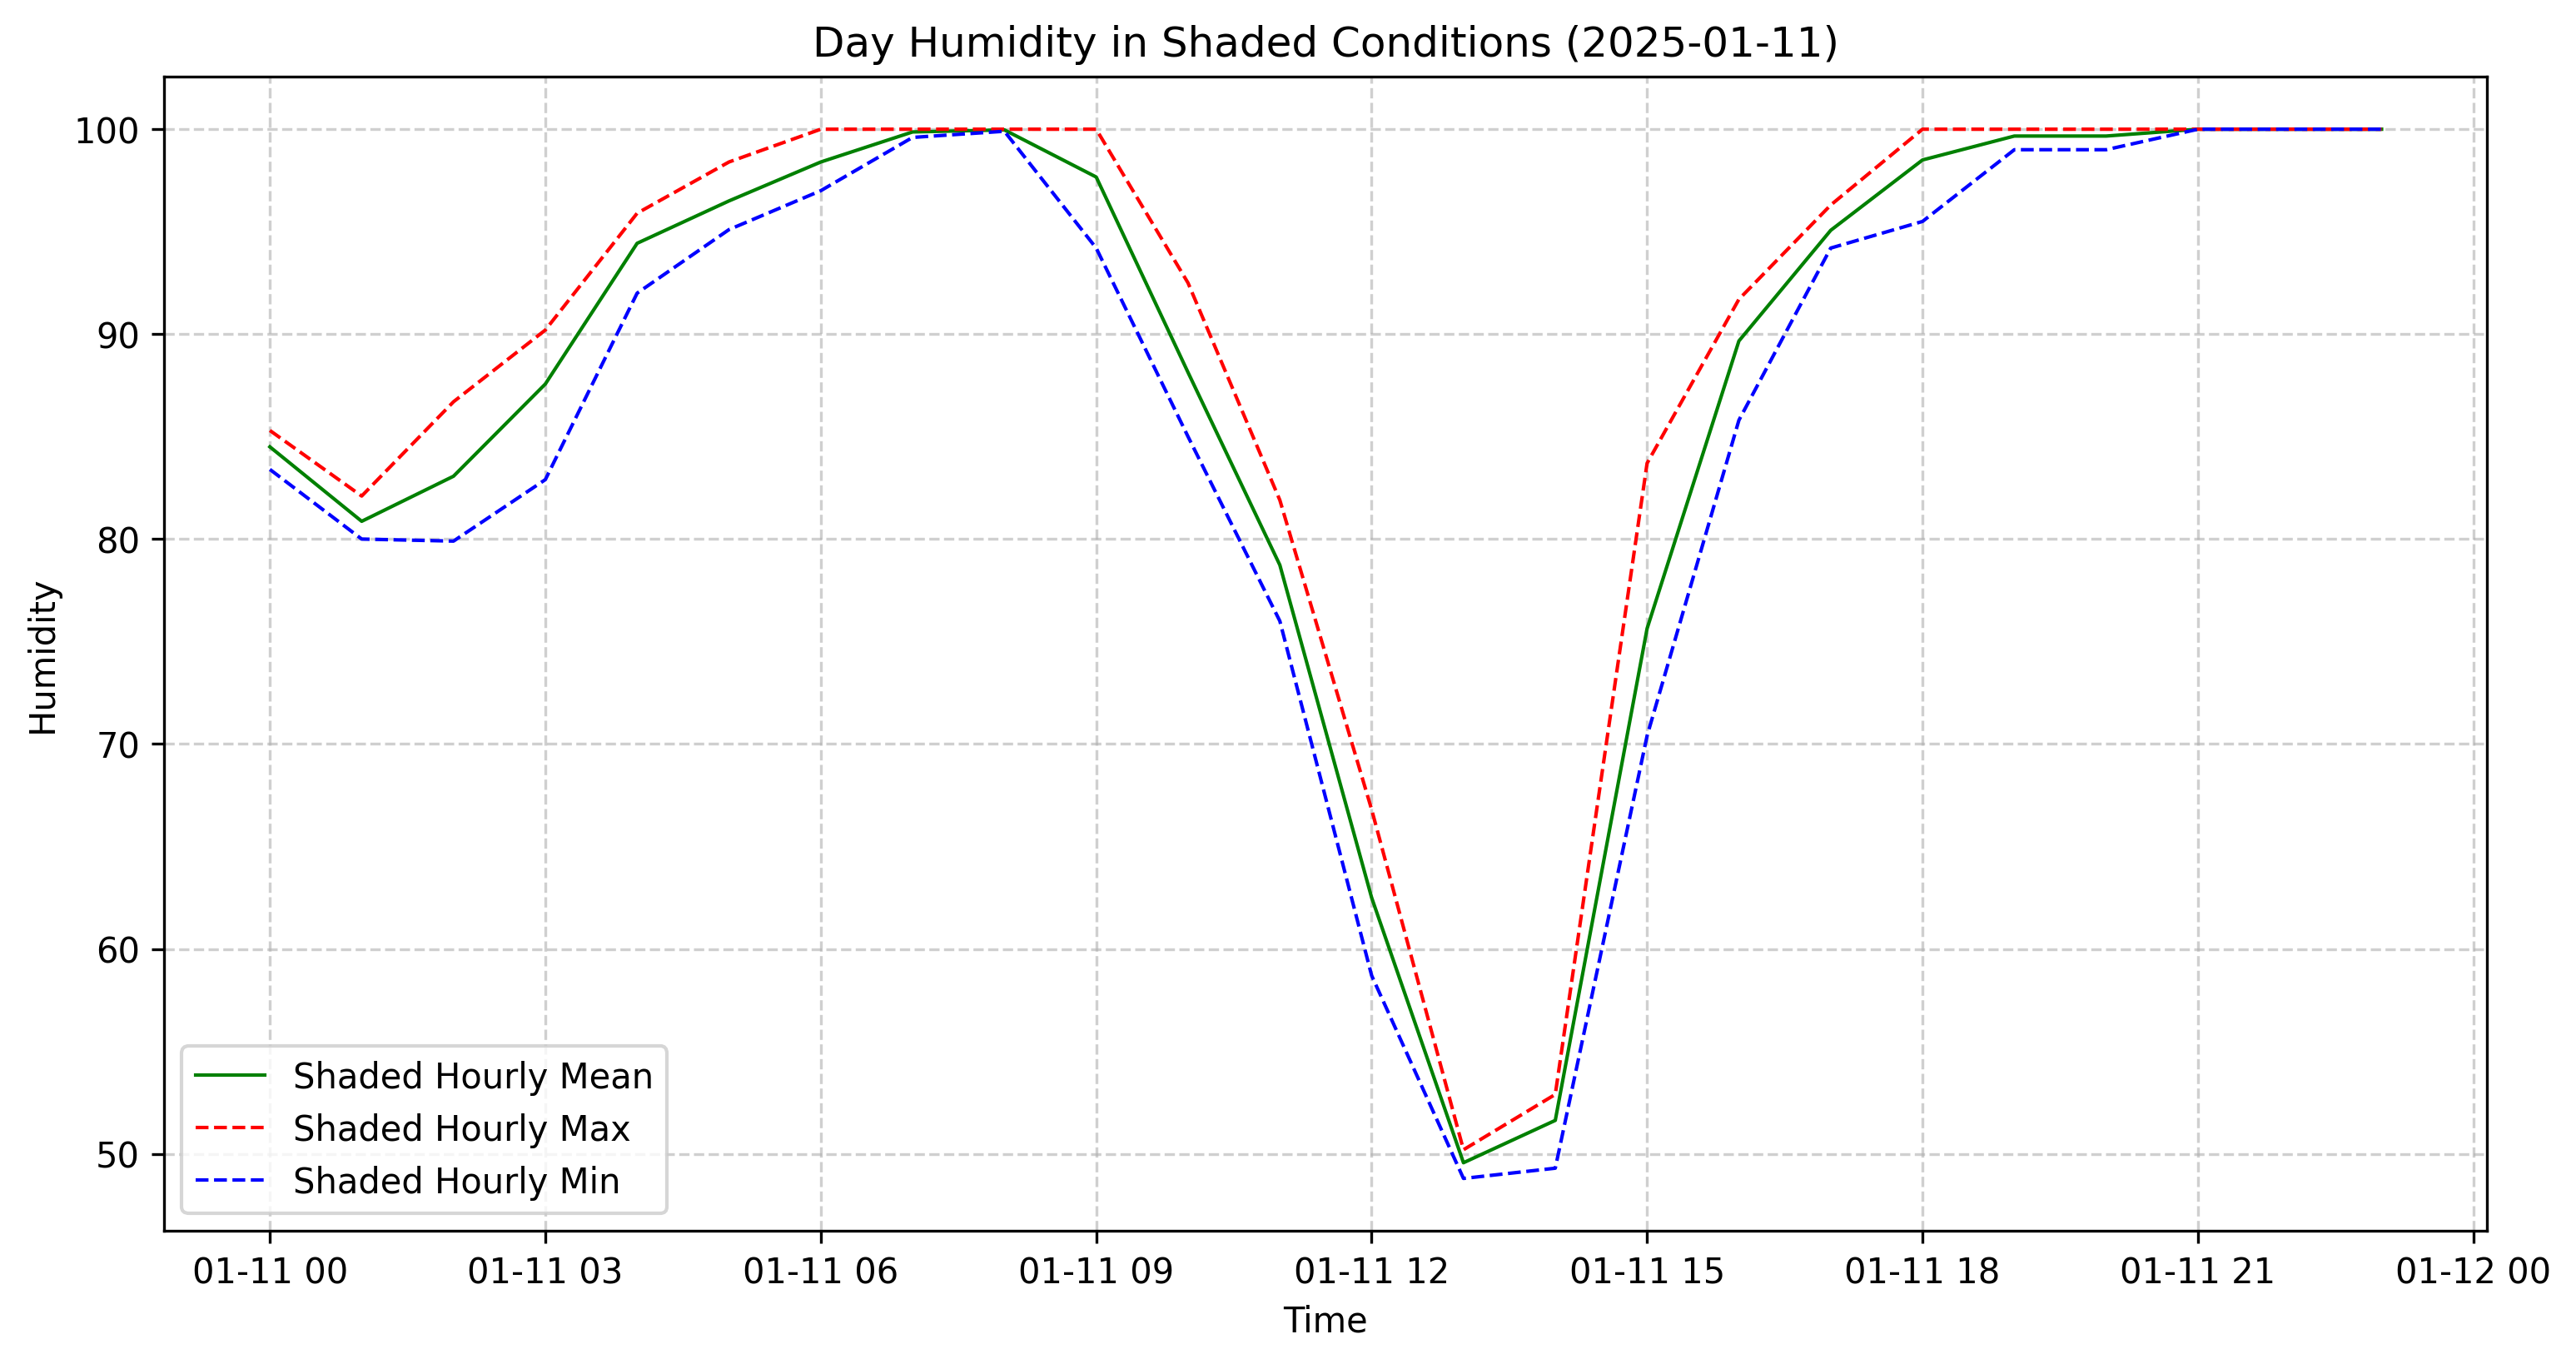 Day Humidity in Shaded Conditions (2025-01-11)
100
90
80
70
60
50
Humidity
Shaded Hourly Mean
Shaded Hourly Max
Shaded Hourly Min
01-11 00 01-11 03 01-11 06 01-11 09 01-11 12 01-11 15 01-11 18 01-11 21 01-12 00
Time